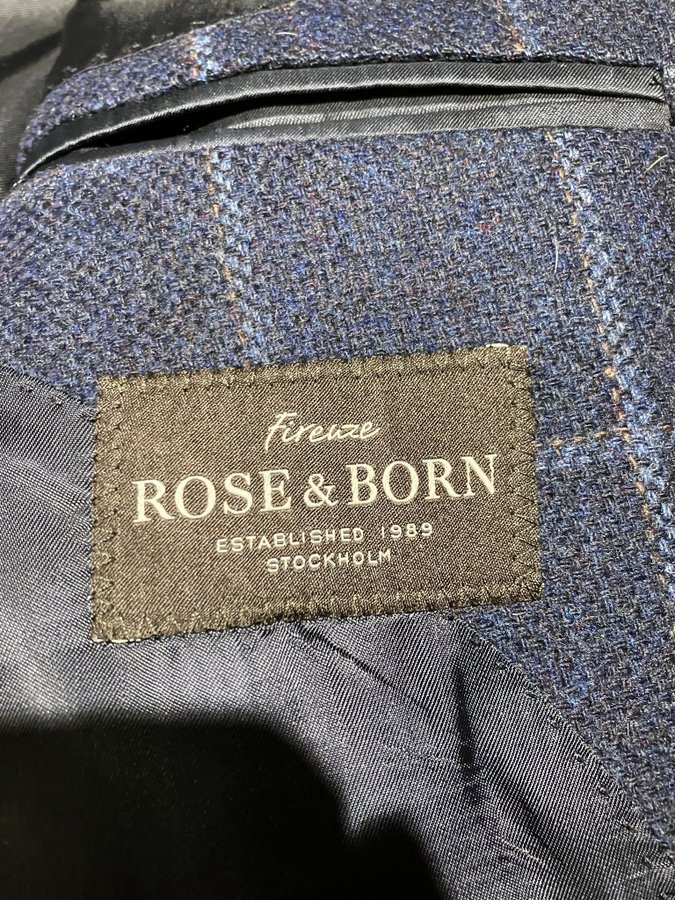 Firenze
ROSE & BORN
ESTABLISHED 1989
STOCKHOLM